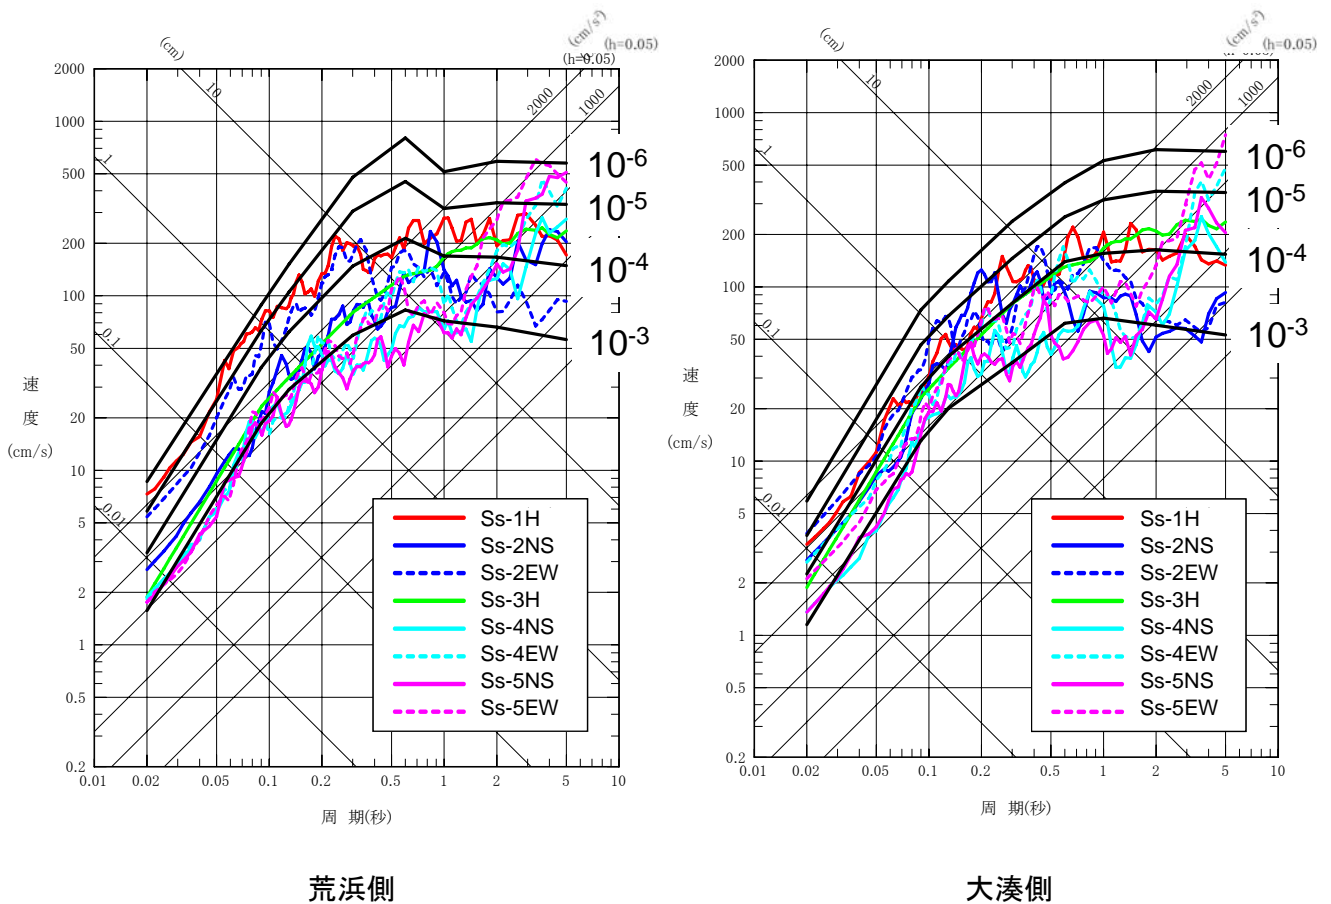 (cm)
(cm/s²)
(h=0.05)
(h=0.05)
10
2000
1000
1
0.1
0.01
2000
1000
500
200
100
50
20
10
5
2
1
0.5
0.2
速
度
(cm/s)
10-6
10-5
10-4
10-3
Ss-1H
Ss-2NS
Ss-2EW
Ss-3H
Ss-4NS
Ss-4EW
Ss-5NS
Ss-5EW
0.01 0.02 0.05 0.1 0.2 0.5 1 2 5 10
周 期(秒)
荒浜側
(cm)
(cm/s²)
(h=0.05)
10
2000
1000
1
0.1
0.01
2000
1000
500
200
100
50
20
10
5
2
1
0.5
0.2
速
度
(cm/s)
10-6
10-5
10-4
10-3
Ss-1H
Ss-2NS
Ss-2EW
Ss-3H
Ss-4NS
Ss-4EW
Ss-5NS
Ss-5EW
0.01 0.02 0.05 0.1 0.2 0.5 1 2 5 10
周 期(秒)
大湊側